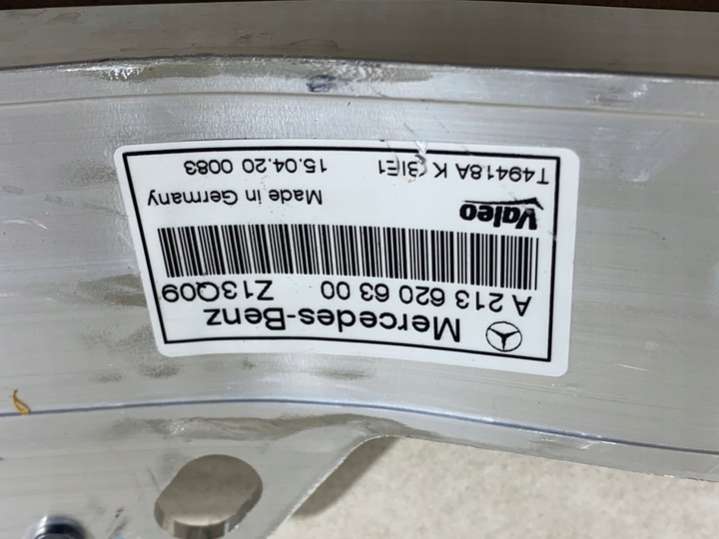 Mercedes-Benz
A 213 620 63 00 Z13Q09
Valeo Made in Germany
T49418A K (3)E1 15.04.20 0083